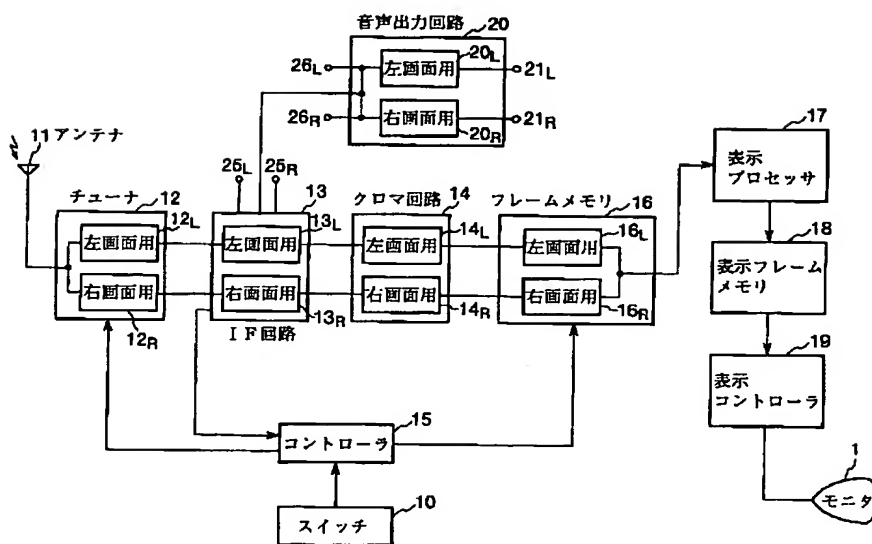 音声出力回路 20
26L 左画面用 20L 21L
26R 右画面用 20R 21R
11 アンテナ
17
表示
プロセッサ
チューナ 12
左画面用 12L
右画面用 12R
25L 25R
13
左画面用 13L
右画面用 13R
IF回路
クロマ回路 14
左画面用 14L
右画面用 14R
フレームメモリ 16
左画面用 16L
右画面用 16R
18
表示フレーム
メモリ
19
表示
コントローラ
15
コントローラ
10
スイッチ
1
モニタ